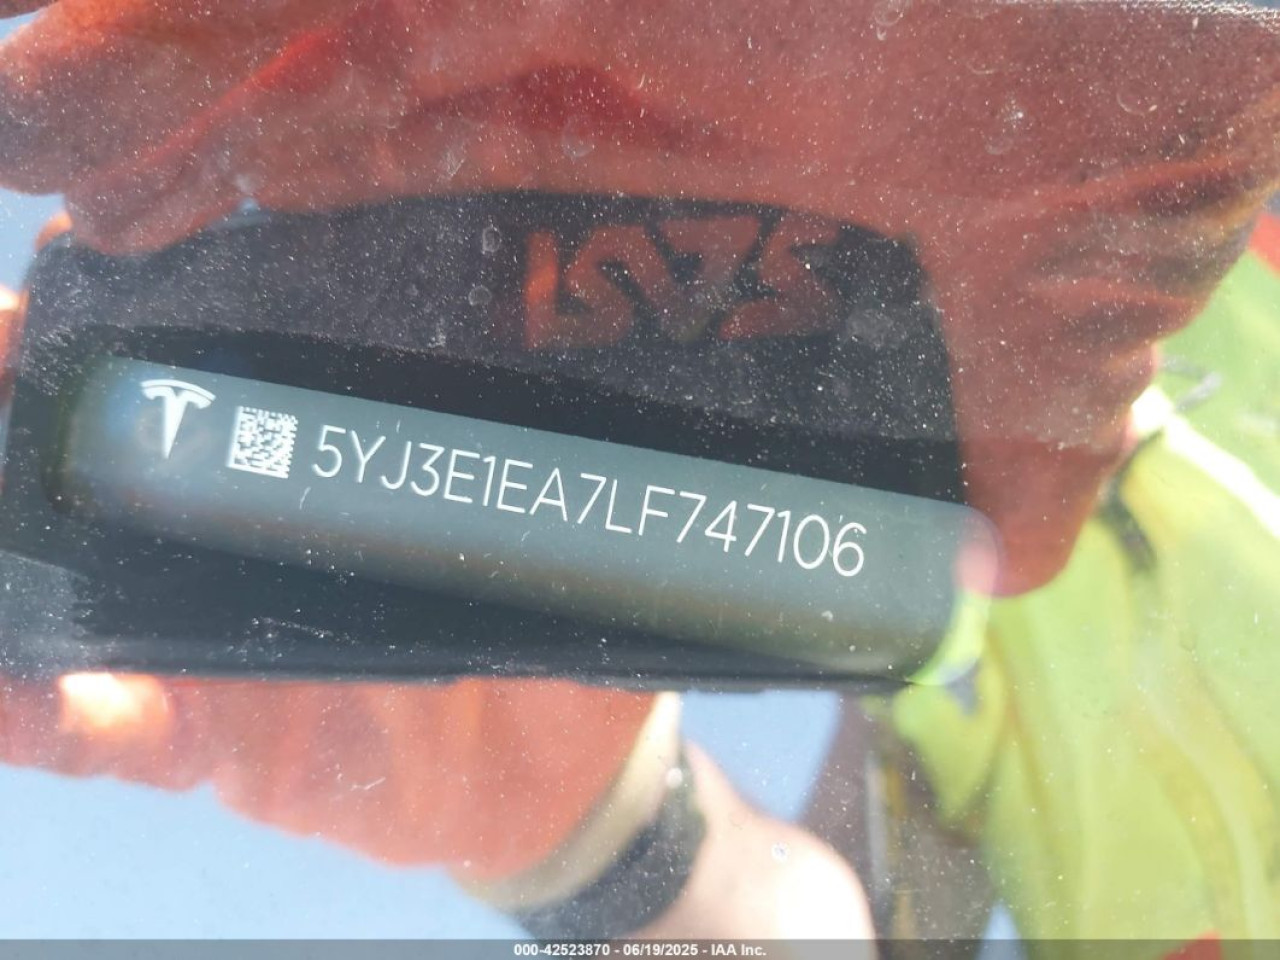 5YJ3E1EA7LF747106
000-42523870 - 06/19/2025 - IAA Inc.